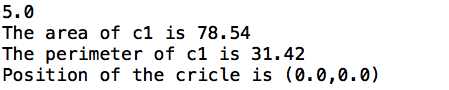 5.0
The area of c1 is 78.54
The perimeter of c1 is 31.42
Position of the cricle is (0.0,0.0)